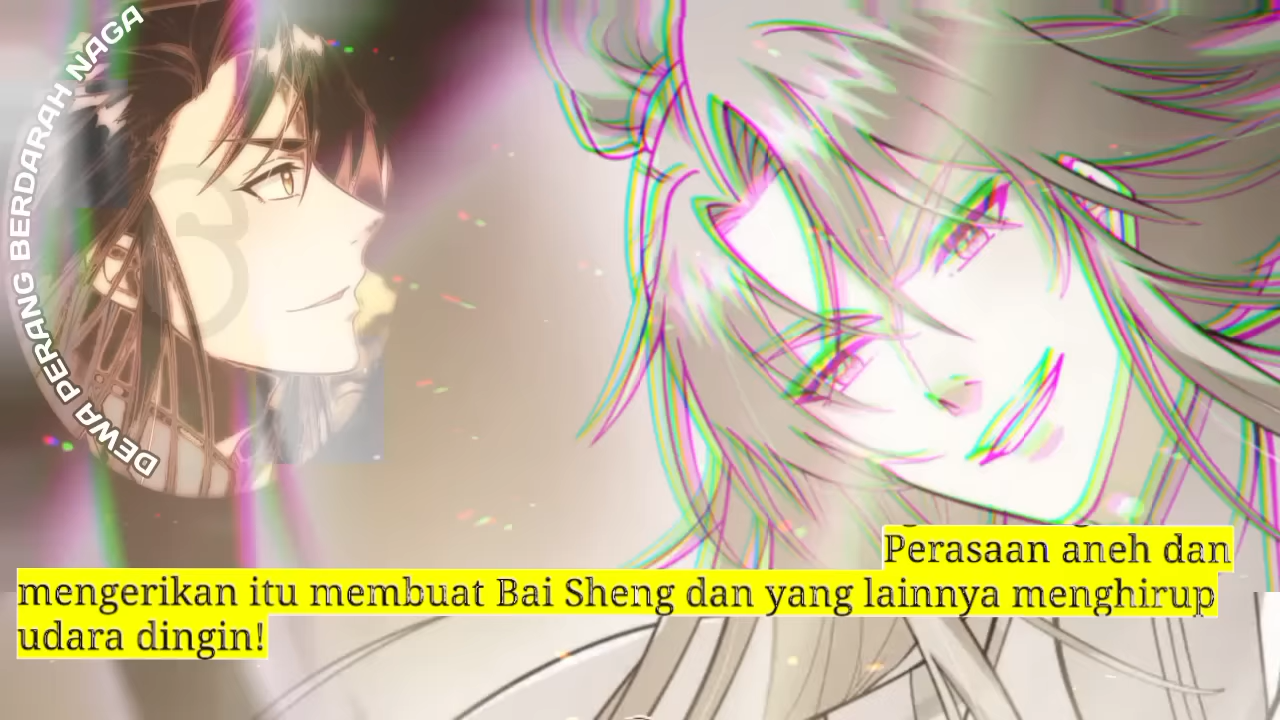 DEWA PERANG BERDARAH NAGA
Perasaan aneh dan
mengerikan itu membuat Bai Sheng dan yang lainnya menghirup
udara dingin!